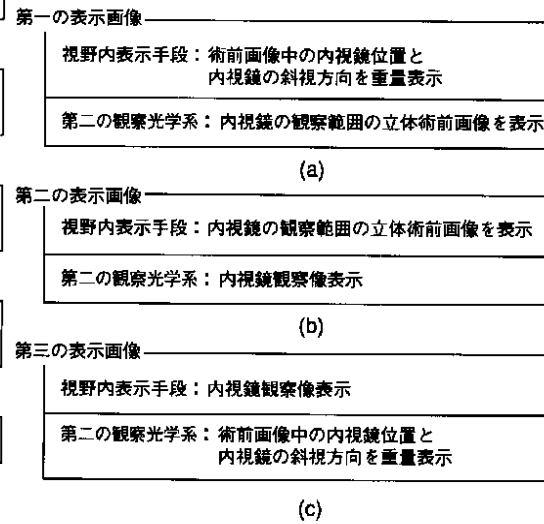 第一の表示画像
視野内表示手段：術前画像中の内視鏡位置と
内視鏡の斜視方向を重量表示
第二の観察光学系：内視鏡の観察範囲の立体術前画像を表示
(a)
第二の表示画像
視野内表示手段：内視鏡の観察範囲の立体術前画像を表示
第二の観察光学系：内視鏡観察像表示
(b)
第三の表示画像
視野内表示手段：内視鏡観察像表示
第二の観察光学系：術前画像中の内視鏡位置と
内視鏡の斜視方向を重量表示
(c)